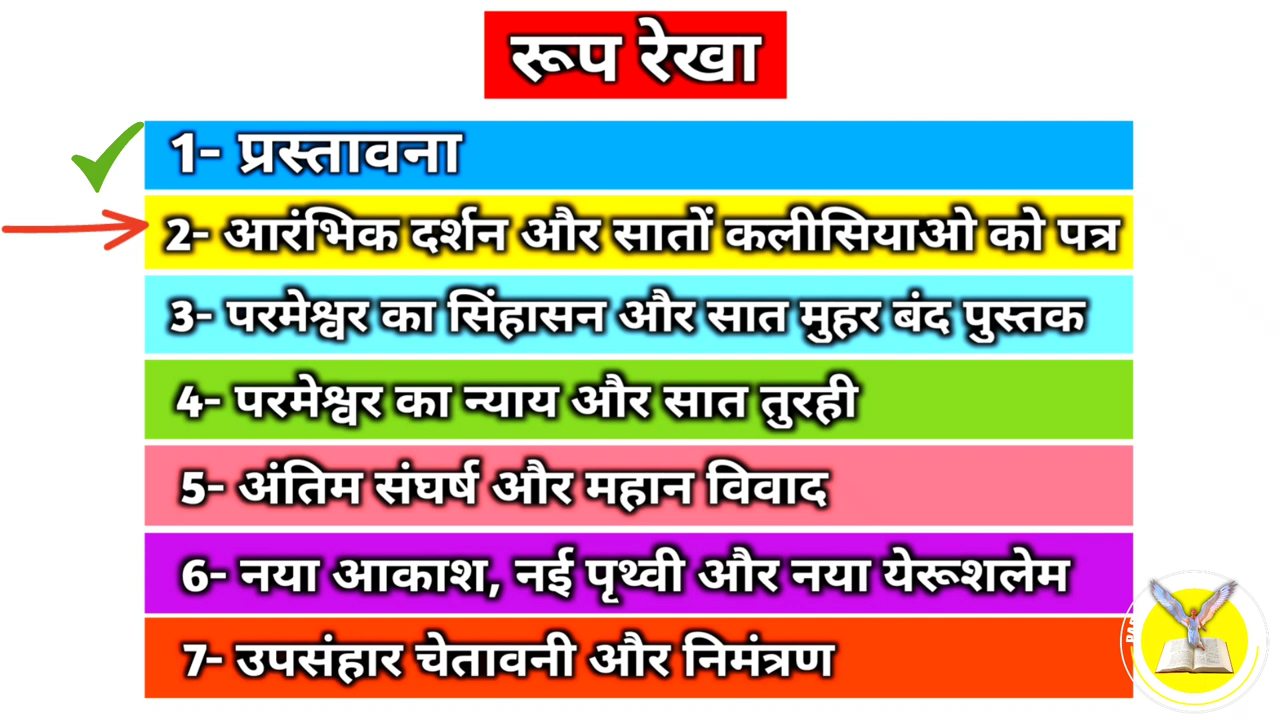 रूप रेखा
1- प्रस्तावना
2- आरंभिक दर्शन और सातों कलीसियाओ को पत्र
3- परमेश्वर का सिंहासन और सात मुहर बंद पुस्तक
4- परमेश्वर का न्याय और सात तुरही
5- अंतिम संघर्ष और महान विवाद
6- नया आकाश, नई पृथ्वी और नया येरूशलेम
7- उपसंहार चेतावनी और निमंत्रण